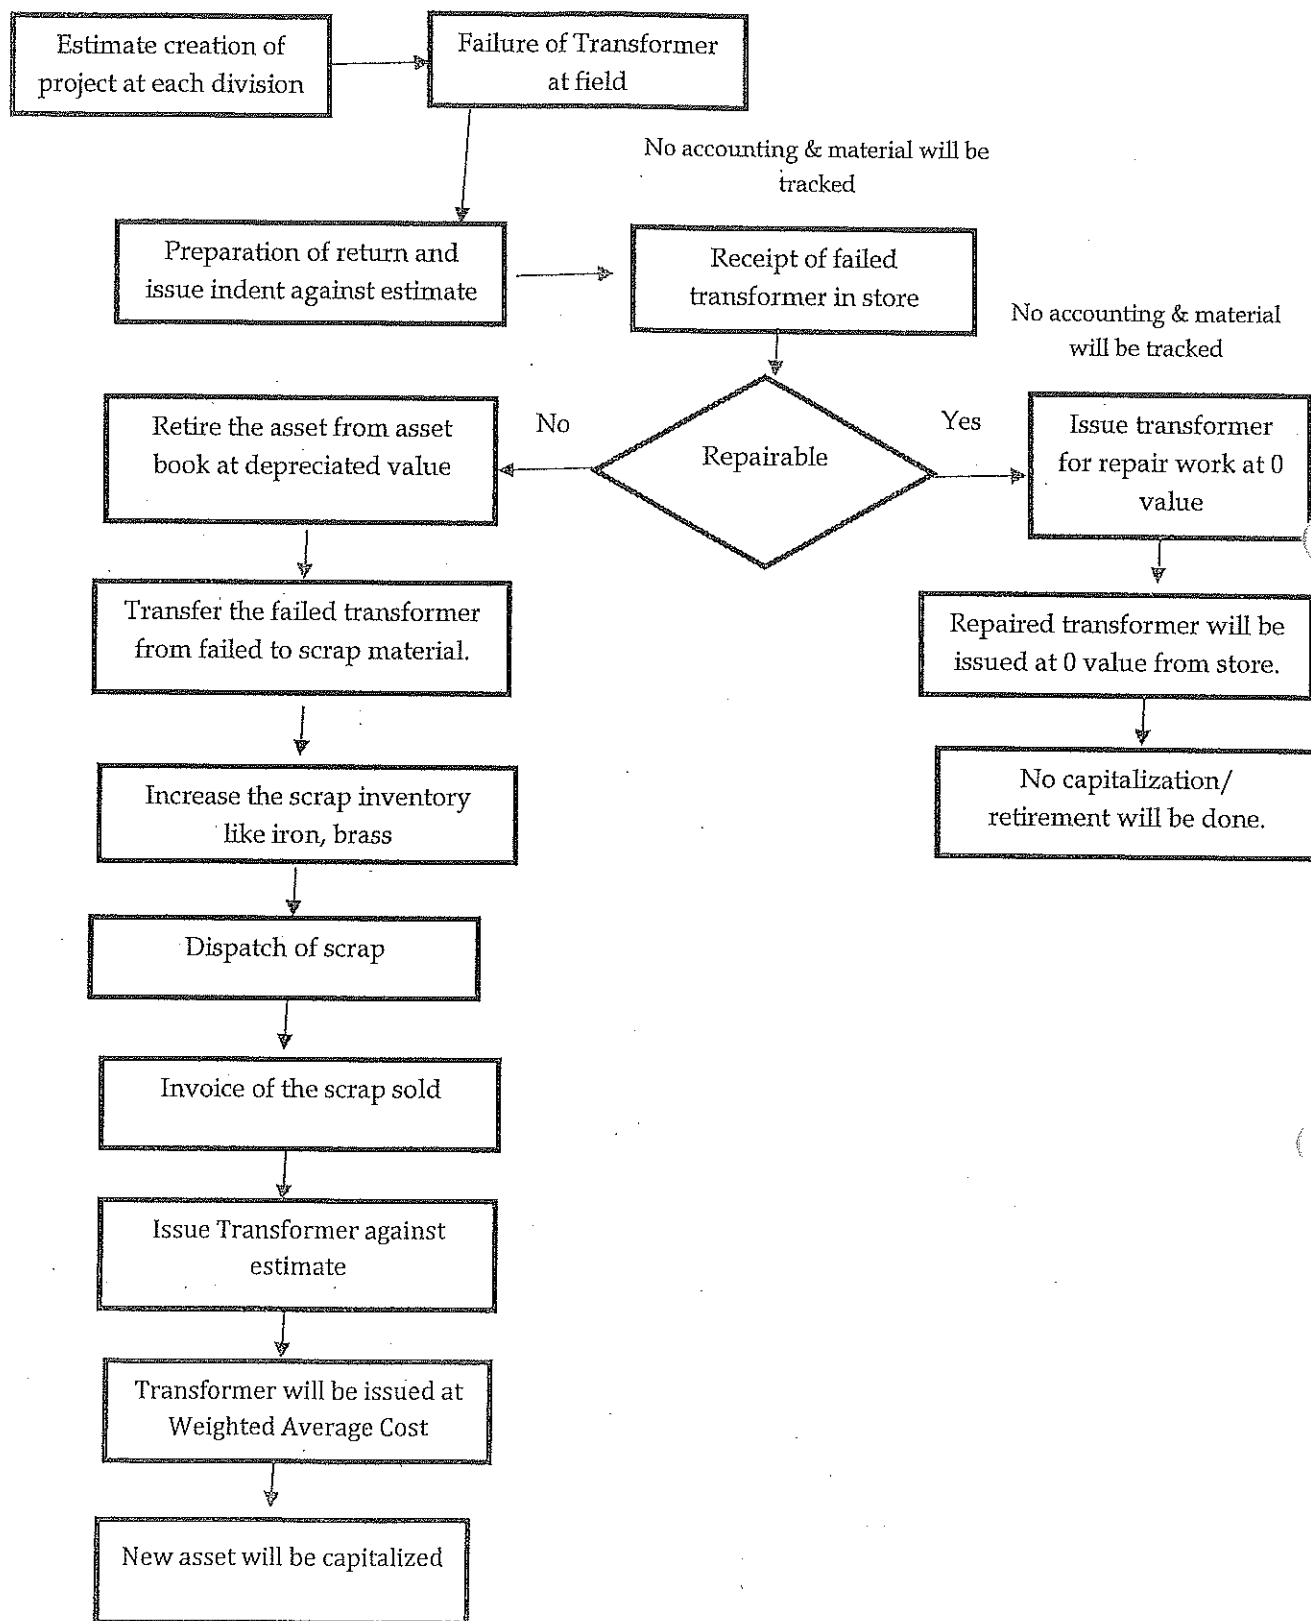 Estimate creation of
project at each division
Failure of Transformer
at field
No accounting & material will be
tracked
Preparation of return and
issue indent against estimate
Receipt of failed
transformer in store
No accounting & material
will be tracked
Retire the asset from asset
book at depreciated value
No
Repairable
Yes
Issue transformer
for repair work at 0
value
Transfer the failed transformer
from failed to scrap material.
Repaired transformer will be
issued at 0 value from store.
Increase the scrap inventory
like iron, brass
No capitalization/
retirement will be done.
Dispatch of scrap
Invoice of the scrap sold
Issue Transformer against
estimate
Transformer will be issued at
Weighted Average Cost
New asset will be capitalized